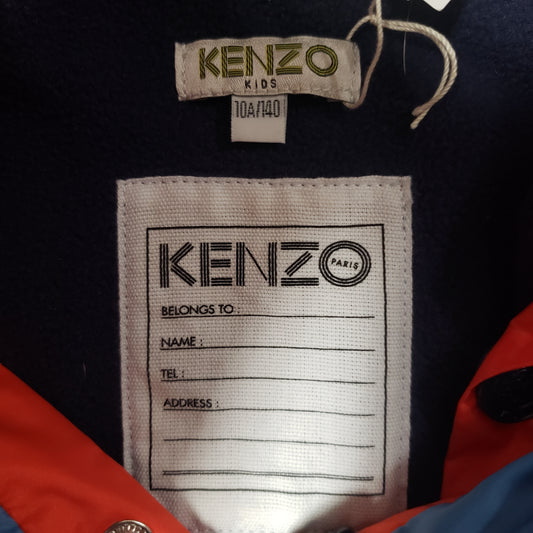 KENZO
KIDS
10A/140
KENZO
PARIS
BELONGS TO :
NAME :
TEL :
ADDRESS :